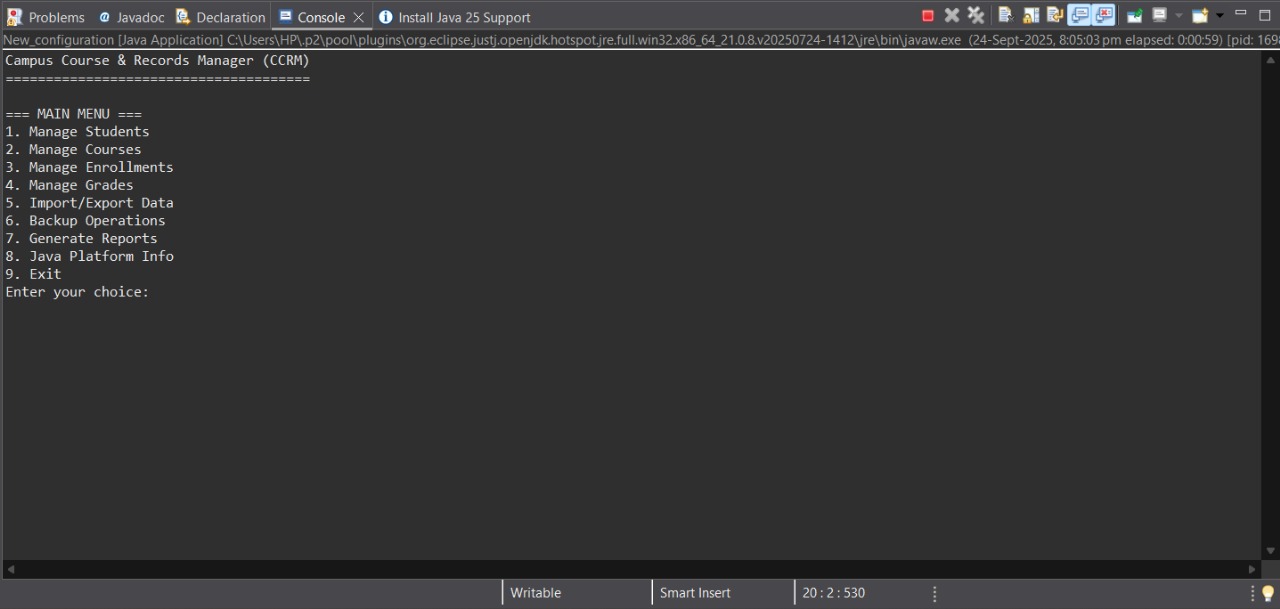 Problems @ Javadoc Declaration Console Install Java 25 Support
New_configuration [Java Application] C:\Users\HP\.p2\pool\plugins\org.eclipse.justj.openjdk.hotspot.jre.full.win32.x86_64_21.0.8.v20250724-1412\jre\bin\javaw.exe (24-Sept-2025, 8:05:03 pm elapsed: 0:00:59) [pid: 1698
Campus Course & Records Manager (CCRM)
======================================
=== MAIN MENU ===
1. Manage Students
2. Manage Courses
3. Manage Enrollments
4. Manage Grades
5. Import/Export Data
6. Backup Operations
7. Generate Reports
8. Java Platform Info
9. Exit
Enter your choice:
Writable Smart Insert 20 : 2 : 530